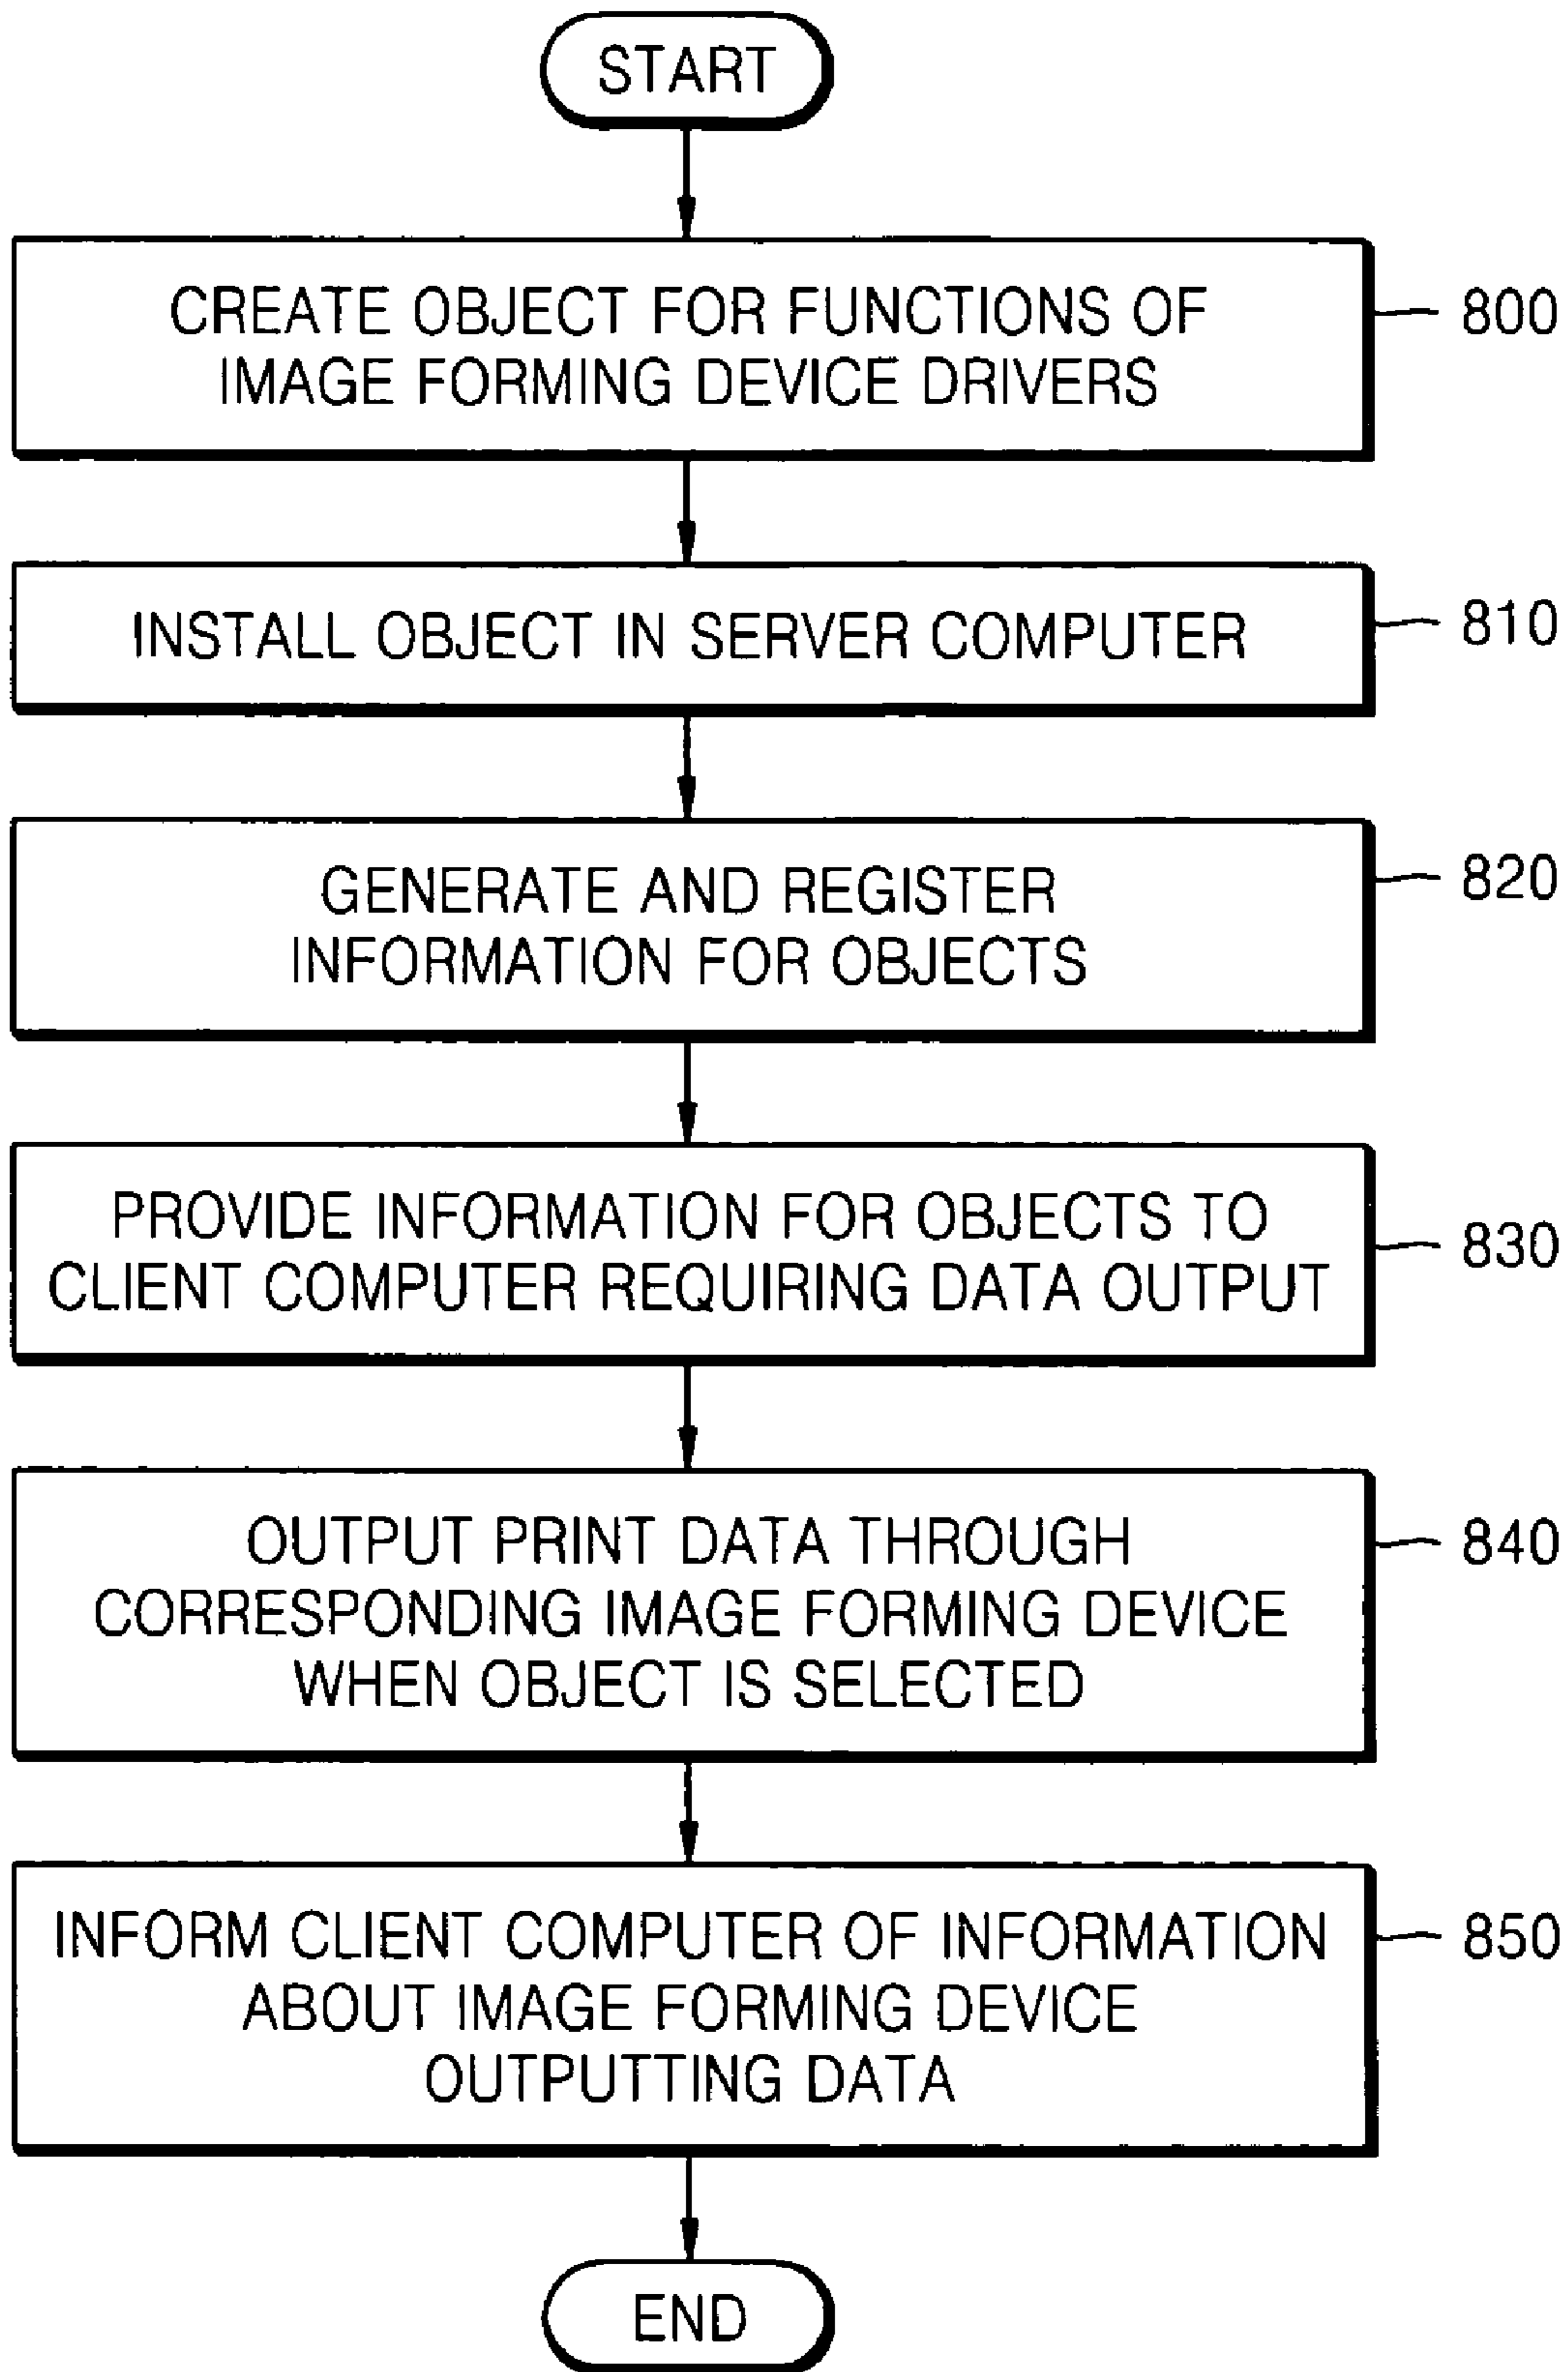 START
CREATE OBJECT FOR FUNCTIONS OF
IMAGE FORMING DEVICE DRIVERS
800
INSTALL OBJECT IN SERVER COMPUTER
810
GENERATE AND REGISTER
INFORMATION FOR OBJECTS
820
PROVIDE INFORMATION FOR OBJECTS TO
CLIENT COMPUTER REQUIRING DATA OUTPUT
830
OUTPUT PRINT DATA THROUGH
CORRESPONDING IMAGE FORMING DEVICE
WHEN OBJECT IS SELECTED
840
INFORM CLIENT COMPUTER OF INFORMATION
ABOUT IMAGE FORMING DEVICE
OUTPUTTING DATA
850
END